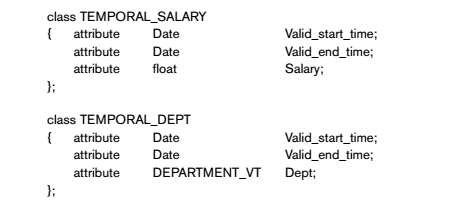 class TEMPORAL_SALARY
{ attribute Date Valid_start_time;
attribute Date Valid_end_time;
attribute float Salary;
};
class TEMPORAL_DEPT
{ attribute Date Valid_start_time;
attribute Date Valid_end_time;
attribute DEPARTMENT_VT Dept;
};